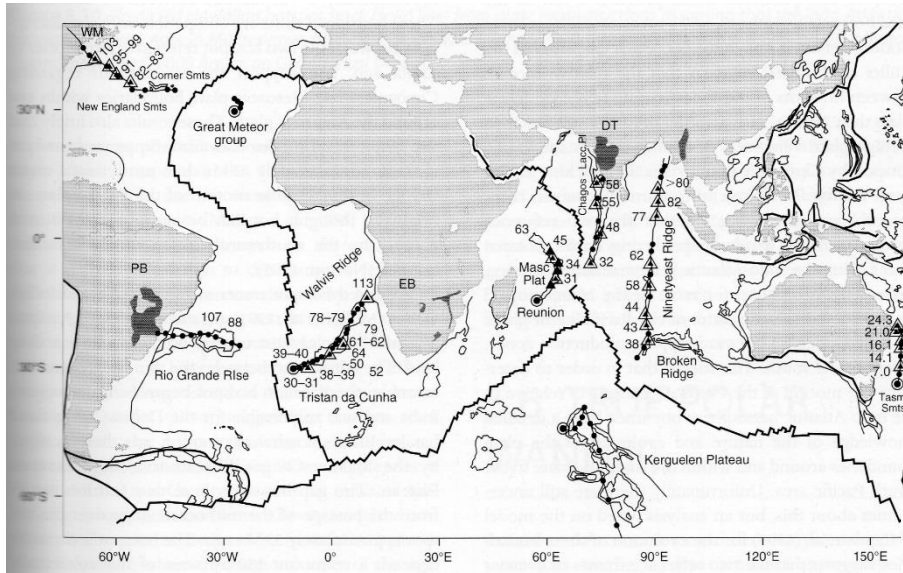 WM
103
95–99
91
82–83
Corner Smts
New England Smts
30°N
Great Meteor
group
DT
Chagos - Lacc.Pl
58
55
48
32
>80
82
77
62
58
44
43
38
Ninetyeast Ridge
Broken
Ridge
63
45
34
31
Masc
Plat
Reunion
0°
PB
107
88
Rio Grande RIse
30°S
Walvis Ridge
EB
113
78–79
79
61–62
64
50
52
39–40
38–39
30–31
Tristan da Cunha
24.3
21.0
16.1
14.1
7.0
Tasm
Smts
Kerguelen Plateau
60°S
60°W
30°W
0°
30°E
60°E
90°E
120°E
150°E